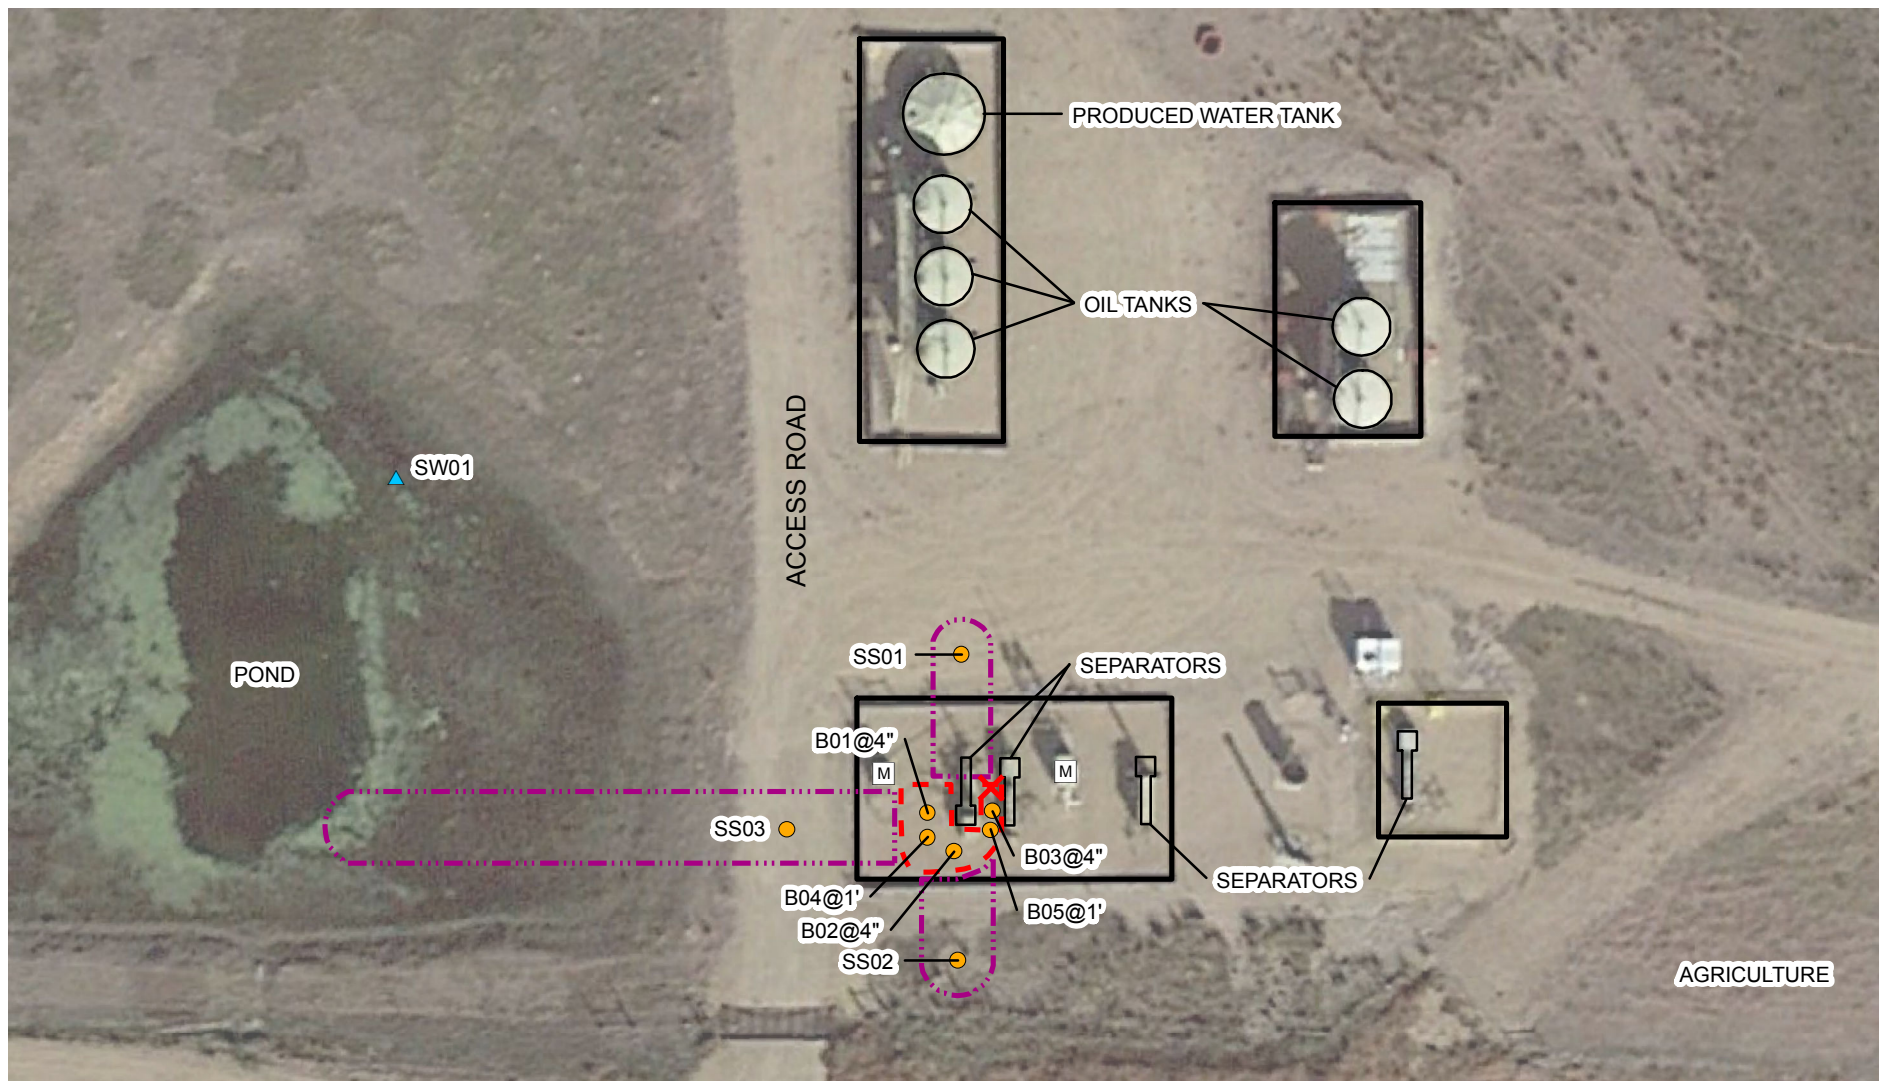 PRODUCED WATER TANK
OIL TANKS
ACCESS ROAD
SW01
POND
SS01
SEPARATORS
B01@4"
M
M
SS03
B03@4"
SEPARATORS
B04@1'
B05@1'
B02@4"
SS02
AGRICULTURE